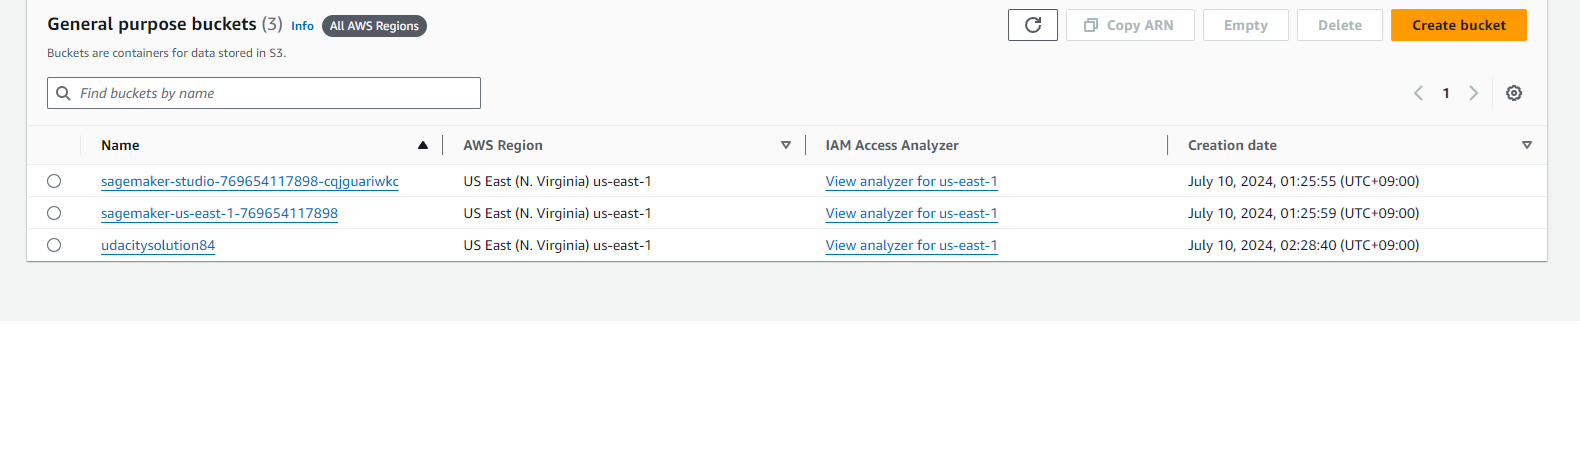 General purpose buckets (3) Info All AWS Regions
Copy ARN Empty Delete Create bucket
Buckets are containers for data stored in S3.
Find buckets by name
1
Name AWS Region IAM Access Analyzer Creation date
sagemaker-studio-769654117898-cqjguariwkc US East (N. Virginia) us-east-1 View analyzer for us-east-1 July 10, 2024, 01:25:55 (UTC+09:00)
sagemaker-us-east-1-769654117898 US East (N. Virginia) us-east-1 View analyzer for us-east-1 July 10, 2024, 01:25:59 (UTC+09:00)
udacitysolution84 US East (N. Virginia) us-east-1 View analyzer for us-east-1 July 10, 2024, 02:28:40 (UTC+09:00)